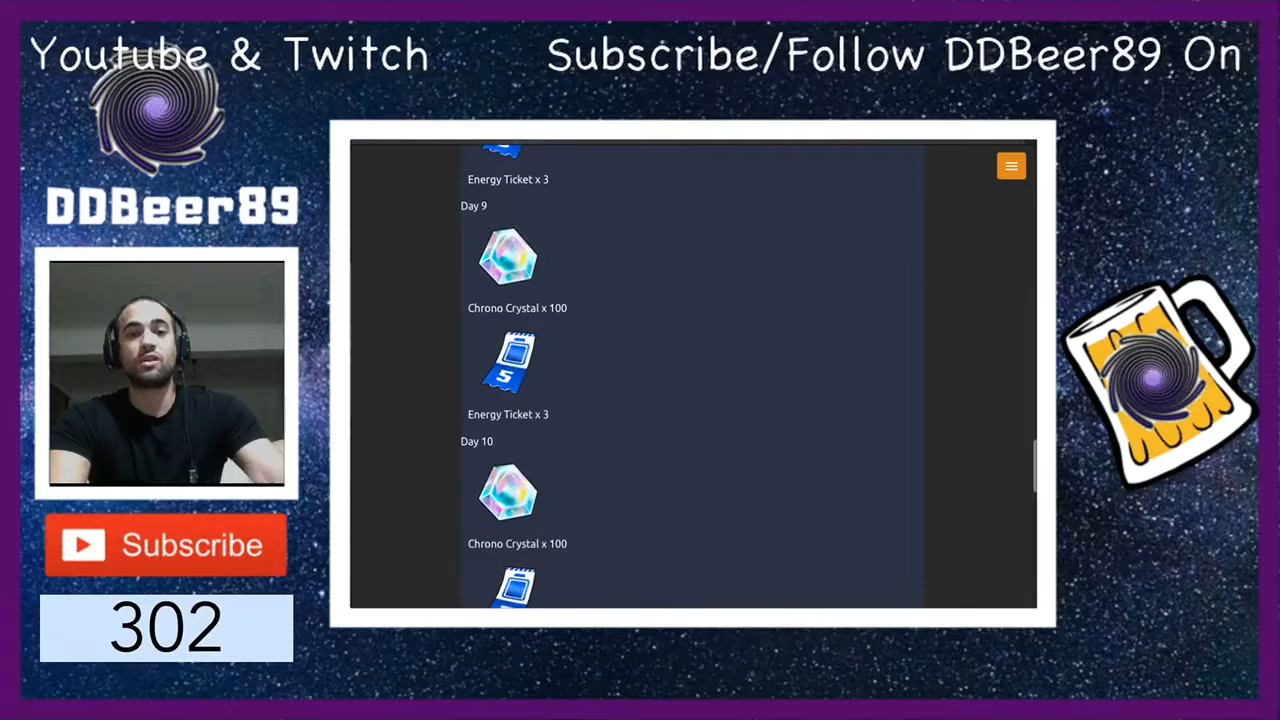 Youtube & Twitch
Subscribe/Follow DDBeer89 On
DDBeer89
Energy Ticket x 3
Day 9
Chrono Crystal x 100
5
Energy Ticket x 3
Day 10
Chrono Crystal x 100
Subscribe
302